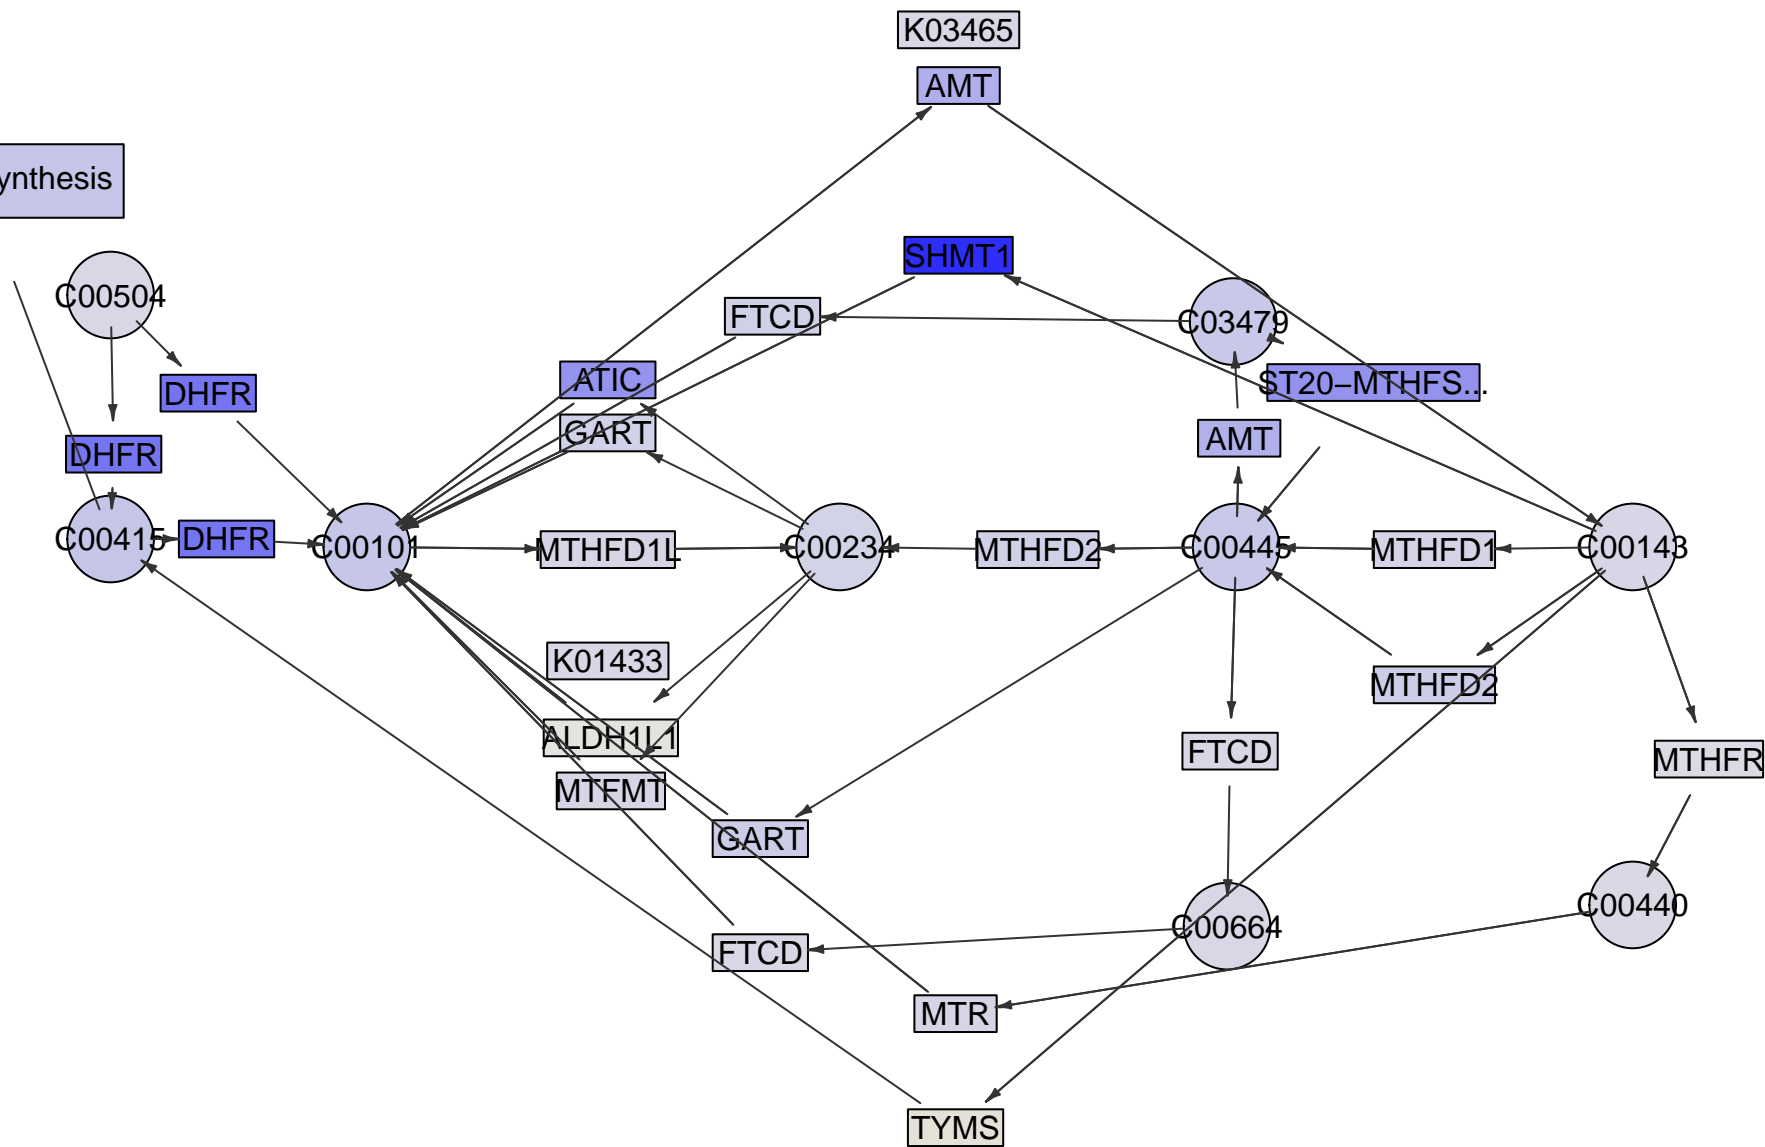 K03465
AMT
ynthesis
SHMT1
C00504
FTCD
C03479
DHFR
ATIC
ST20−MTHFS...
GART
AMT
DHFR
C00415
DHFR
C00101
MTHFD1L
C00234
MTHFD2
C00445
MTHFD1
C00143
K01433
MTHFD2
ALDH1L1
FTCD
MTHFR
MTFMT
GART
C00440
C00664
FTCD
MTR
TYMS